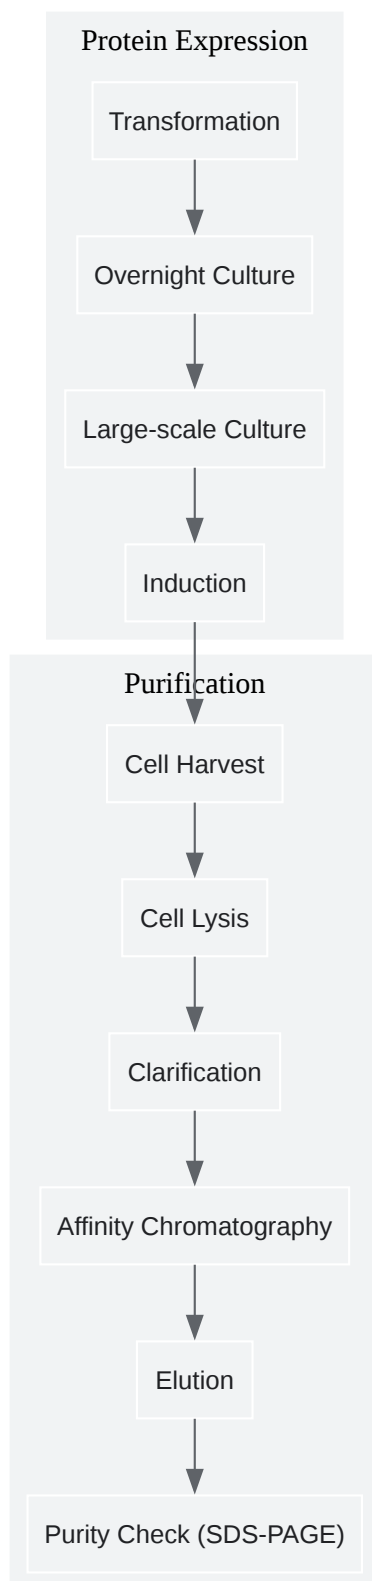 Protein Expression
Transformation
Overnight Culture
Large-scale Culture
Induction
Purification
Cell Harvest
Cell Lysis
Clarification
Affinity Chromatography
Elution
Purity Check (SDS-PAGE)